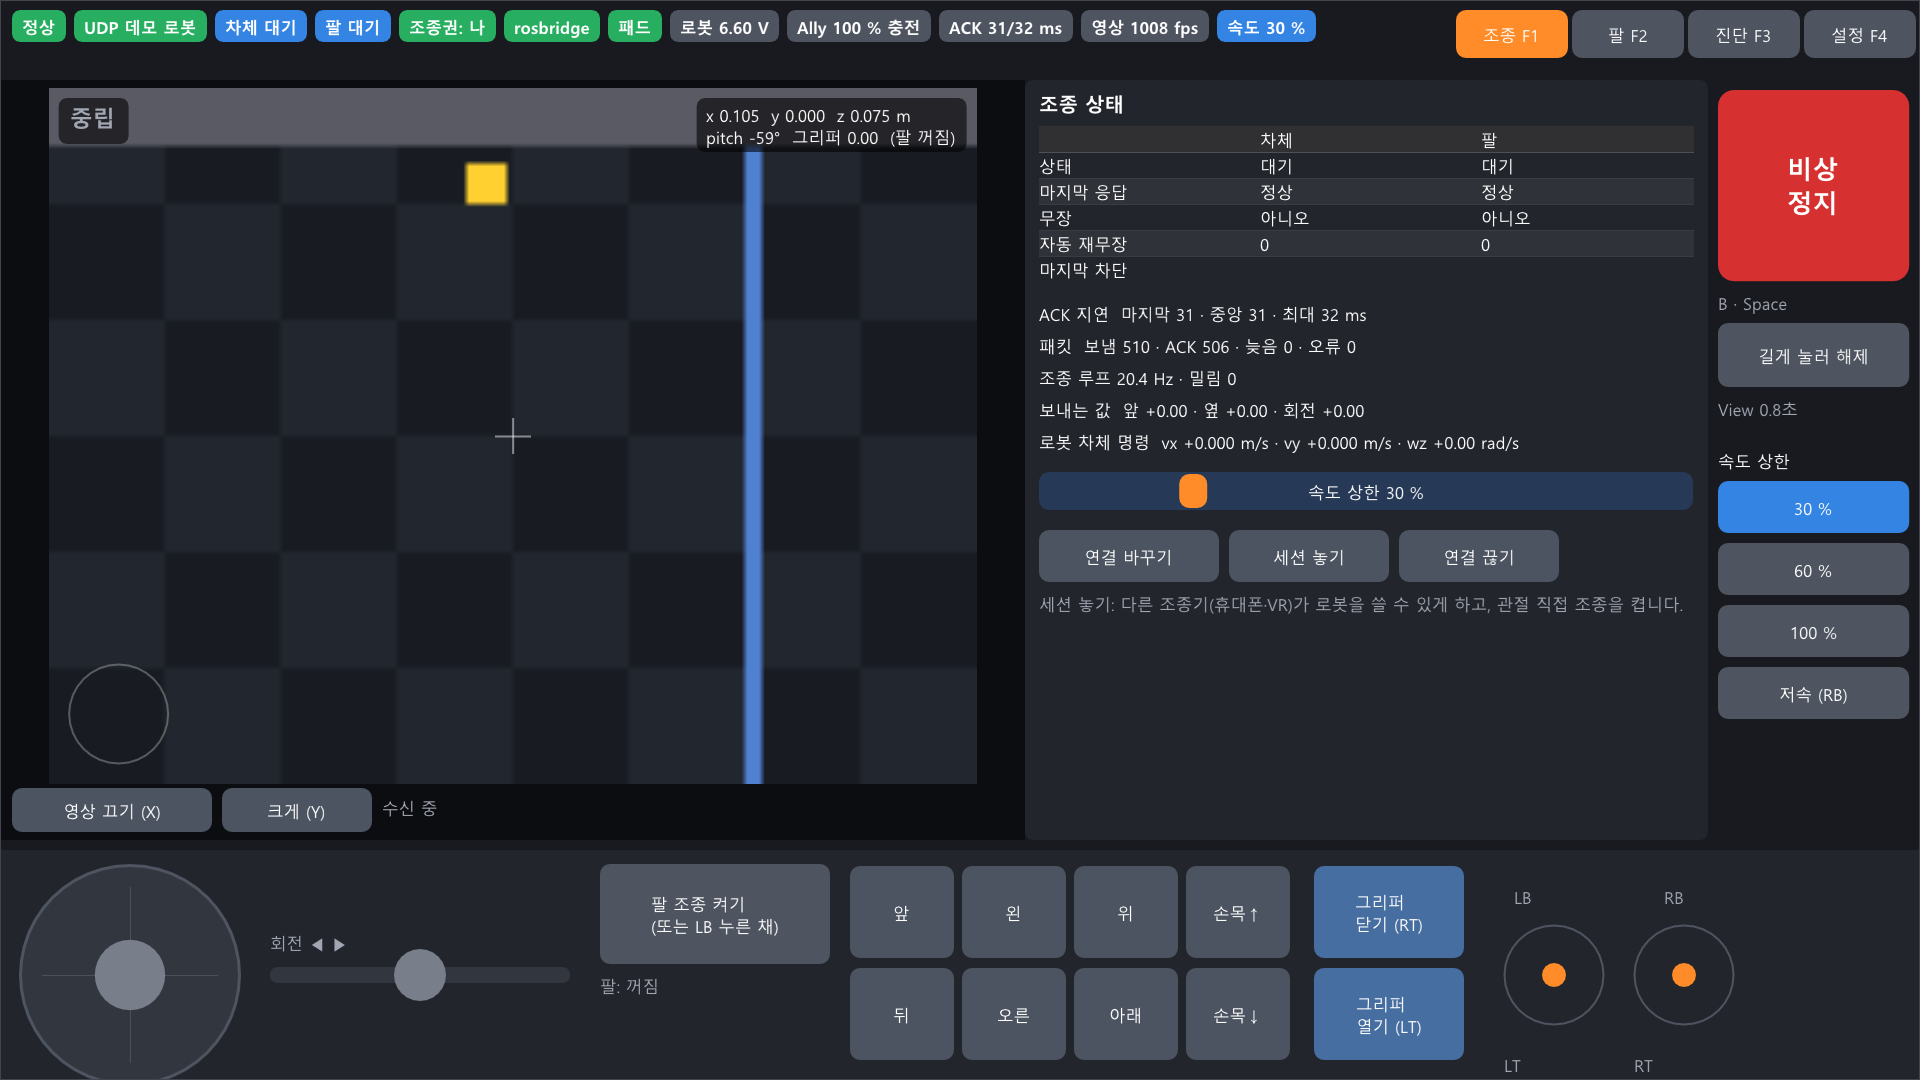 정상 UDP 데모 로봇 차체 대기 팔 대기 조종권: 나 rosbridge 패드 로봇 6.60 V Ally 100 % 충전 ACK 31/32 ms 영상 1008 fps 속도 30 %
조종 F1 팔 F2 진단 F3 설정 F4
중립
x 0.105 y 0.000 z 0.075 m
pitch -59° 그리퍼 0.00 (팔 꺼짐)
영상 끄기 (X) 크게 (Y) 수신 중
조종 상태
차체 팔
상태 대기 대기
마지막 응답 정상 정상
무장 아니오 아니오
자동 재무장 0 0
마지막 차단
ACK 지연 마지막 31 · 중앙 31 · 최대 32 ms
패킷 보냄 510 · ACK 506 · 늦음 0 · 오류 0
조종 루프 20.4 Hz · 밀림 0
보내는 값 앞 +0.00 · 옆 +0.00 · 회전 +0.00
로봇 차체 명령 vx +0.000 m/s · vy +0.000 m/s · wz +0.00 rad/s
속도 상한 30 %
연결 바꾸기 세션 놓기 연결 끊기
세션 놓기: 다른 조종기(휴대폰·VR)가 로봇을 쓸 수 있게 하고, 관절 직접 조종을 켭니다.
비상
정지
B · Space
길게 눌러 해제
View 0.8초
속도 상한
30 %
60 %
100 %
저속 (RB)
회전 ◀ ▶
팔 조종 켜기
(또는 LB 누른 채)
팔: 꺼짐
앞 왼 위 손목↑
뒤 오른 아래 손목↓
그리퍼
닫기 (RT)
그리퍼
열기 (LT)
LB RB
LT RT